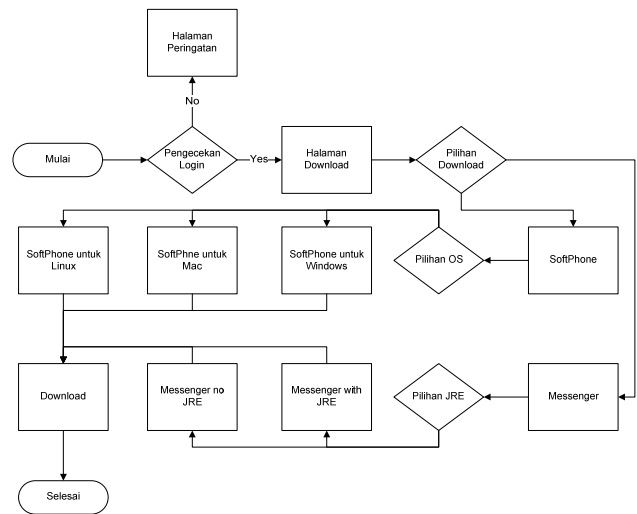 Halaman
Peringatan
No
Mulai
Pengecekan
Login
Yes
Halaman
Download
Pilihan
Download
SoftPhone untuk
Linux
SoftPhne untuk
Mac
SoftPhone untuk
Windows
Pilihan OS
SoftPhone
Download
Messenger no
JRE
Messenger with
JRE
Pilihan JRE
Messenger
Selesai